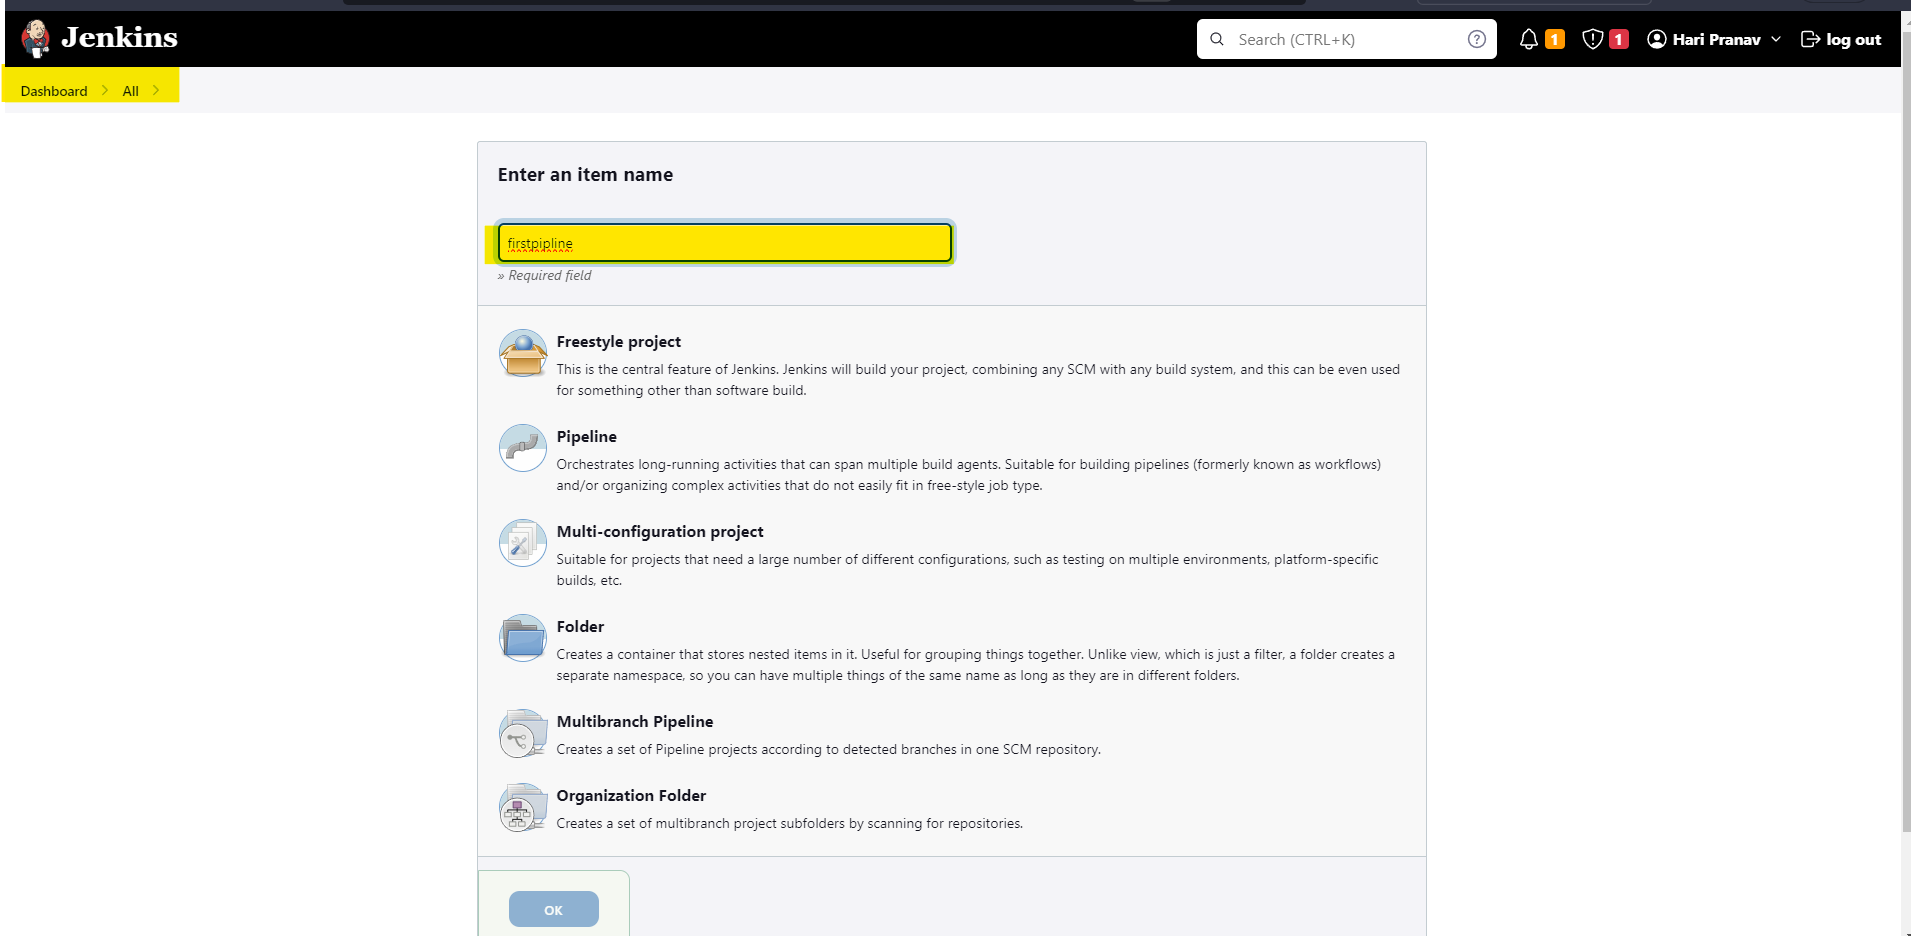 Jenkins
Search (CTRL+K)
?
1
1
Hari Pranav
log out
Dashboard
All
Enter an item name
firstpipline
» Required field
Freestyle project
This is the central feature of Jenkins. Jenkins will build your project, combining any SCM with any build system, and this can be even used
for something other than software build.
Pipeline
Orchestrates long-running activities that can span multiple build agents. Suitable for building pipelines (formerly known as workflows)
and/or organizing complex activities that do not easily fit in free-style job type.
Multi-configuration project
Suitable for projects that need a large number of different configurations, such as testing on multiple environments, platform-specific
builds, etc.
Folder
Creates a container that stores nested items in it. Useful for grouping things together. Unlike view, which is just a filter, a folder creates a
separate namespace, so you can have multiple things of the same name as long as they are in different folders.
Multibranch Pipeline
Creates a set of Pipeline projects according to detected branches in one SCM repository.
Organization Folder
Creates a set of multibranch project subfolders by scanning for repositories.
OK